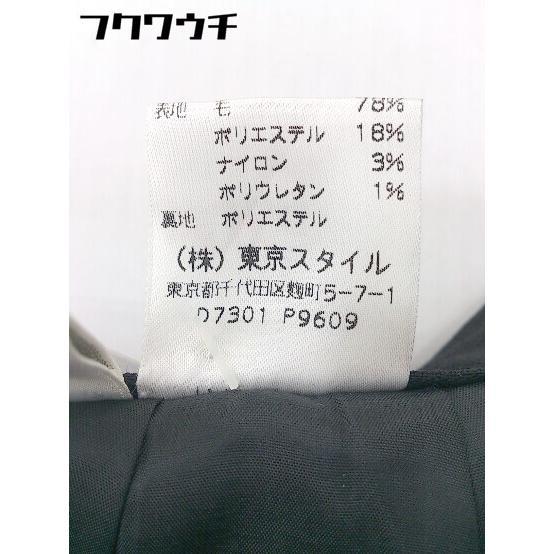 フクワウチ
表地 毛 78%
ポリエステル 18%
ナイロン 3%
ポリウレタン 1%
裏地 ポリエステル
(株) 東京スタイル
東京都千代田区麹町5-7-1
07301 P9609